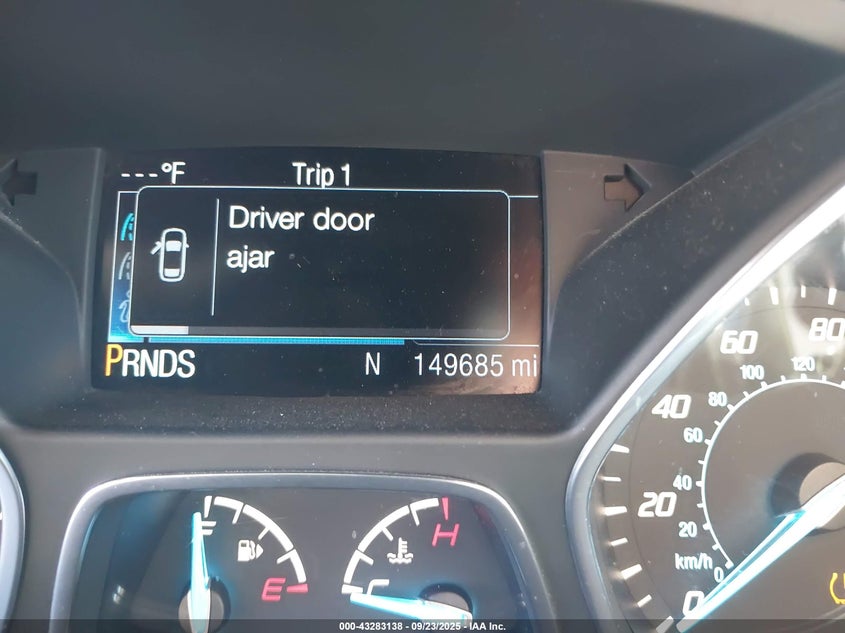 ---°F Trip 1
Driver door
ajar
PRNDS N 149685 mi
F
E
H
C
80
60
40
20
0
120
100
80
60
40
20
0
km/h
000-43283138 - 09/23/2025 - IAA Inc.